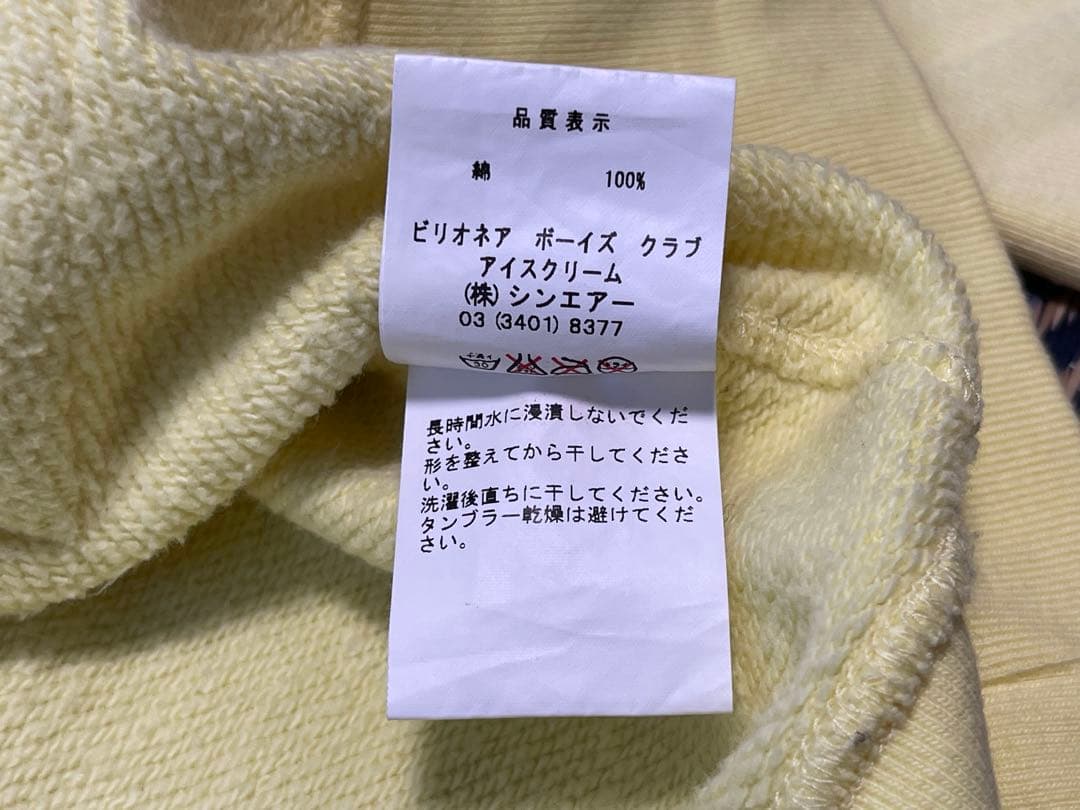 品質表示
綿 100%
ビリオネア ボーイズ クラブ
アイスクリーム
(株)シンエアー
03 (3401) 8377
長時間水に浸漬しないでくだ
さい。
形を整えてから干してくださ
い。
洗濯後直ちに干してください。
タンブラー乾燥は避けてくだ
さい。